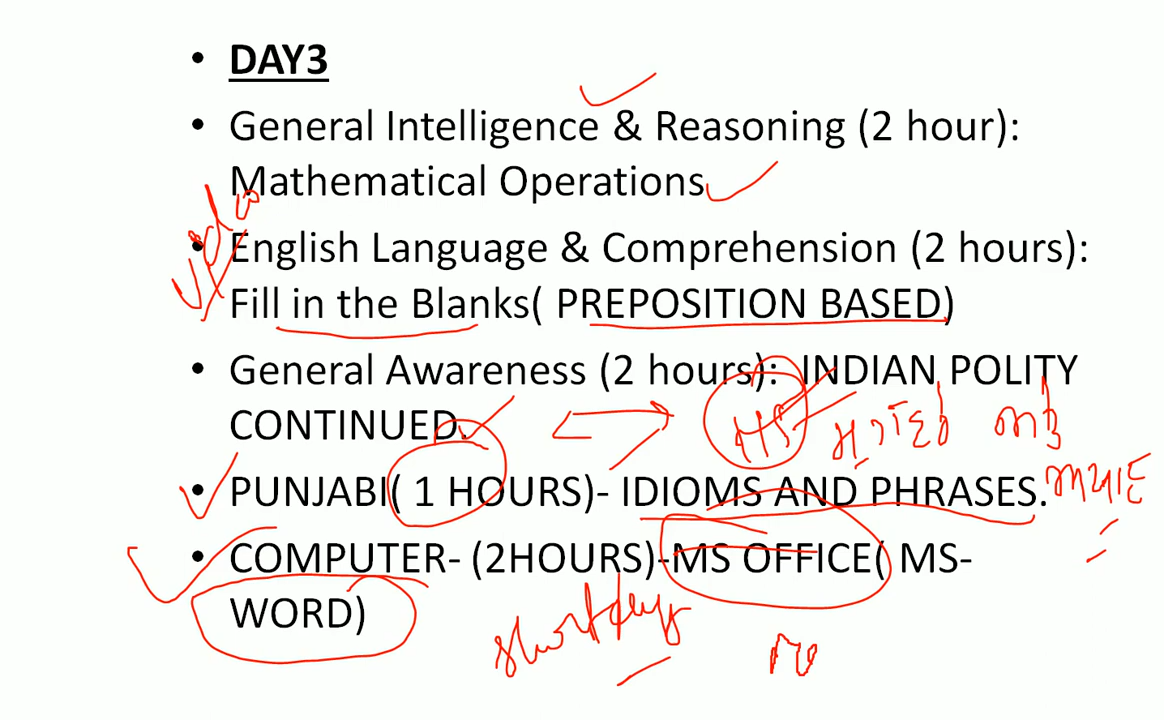 • DAY3
• General Intelligence & Reasoning (2 hour):
Mathematical Operations
video
• English Language & Comprehension (2 hours):
Fill in the Blanks( PREPOSITION BASED)
• General Awareness (2 hours): INDIAN POLITY
CONTINUED.
• PUNJABI( 1 HOURS)- IDIOMS AND PHRASES.
ਅਖਾਣ
• COMPUTER- (2HOURS)-MS OFFICE( MS-
WORD)